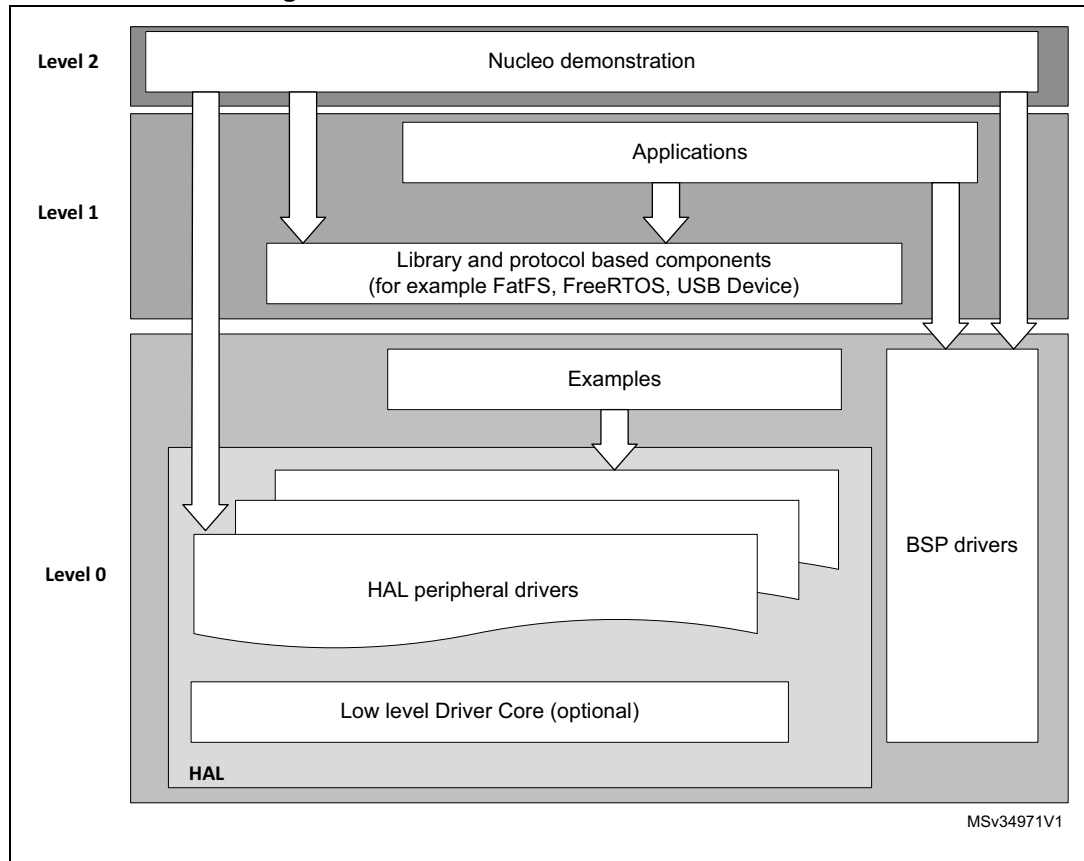 Level 2
Nucleo demonstration
Applications
Level 1
Library and protocol based components
(for example FatFS, FreeRTOS, USB Device)
Examples
BSP drivers
Level 0
HAL peripheral drivers
Low level Driver Core (optional)
HAL
MSv34971V1